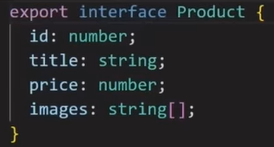 export interface Product {
  id: number;
  title: string;
  price: number;
  images: string[];
}